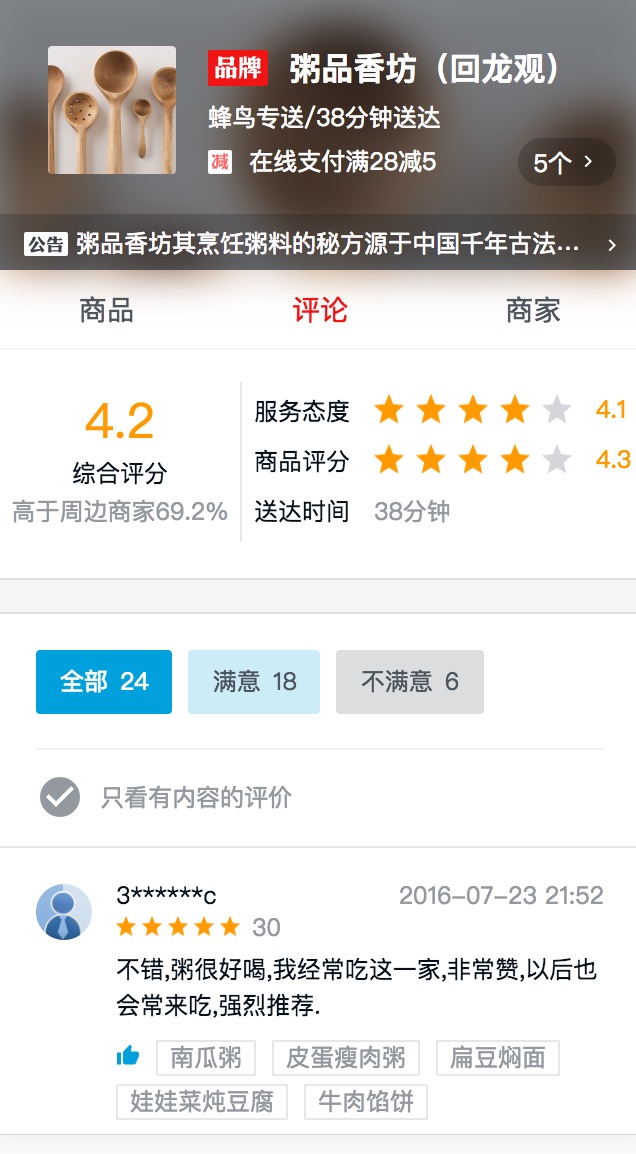 品牌 粥品香坊（回龙观）
蜂鸟专送/38分钟送达
减 在线支付满28减5
5个
公告 粥品香坊其烹饪粥料的秘方源于中国千年古法...
商品 评论 商家
4.2
综合评分
高于周边商家69.2%
服务态度 4.1
商品评分 4.3
送达时间 38分钟
全部 24 满意 18 不满意 6
只看有内容的评价
3******c 2016-07-23 21:52
30
不错,粥很好喝,我经常吃这一家,非常赞,以后也
会常来吃,强烈推荐.
南瓜粥 皮蛋瘦肉粥 扁豆焖面
娃娃菜炖豆腐 牛肉馅饼